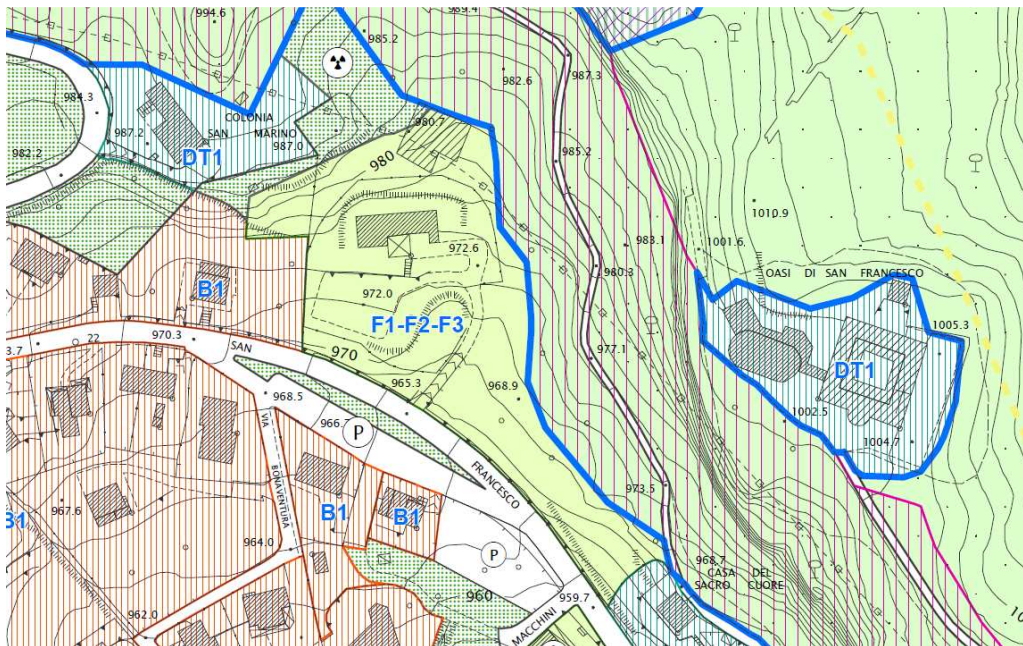 994.6
989.4
985.2
987.3
982.6
984.3
COLONIA
980.7
987.2
SAN MARINO
987.0
982.2
DT1
980
985.2
1010.9
983.1
1001.6
972.6
980.3
OASI DI SAN FRANCESCO
B1
972.0
F1-F2-F3
1005.3
3.7
22
970.3
SAN
970
977.1
965.3
968.9
DT1
968.5
966.
P
VIA
1002.5
1004.7
FRANCESCO
BONAVENTURA
973.5
967.6
B1
B1
B1
964.0
P
968.7
CASA DEL
SACRO CUORE
960
959.7
962.0
MACCHINI
10